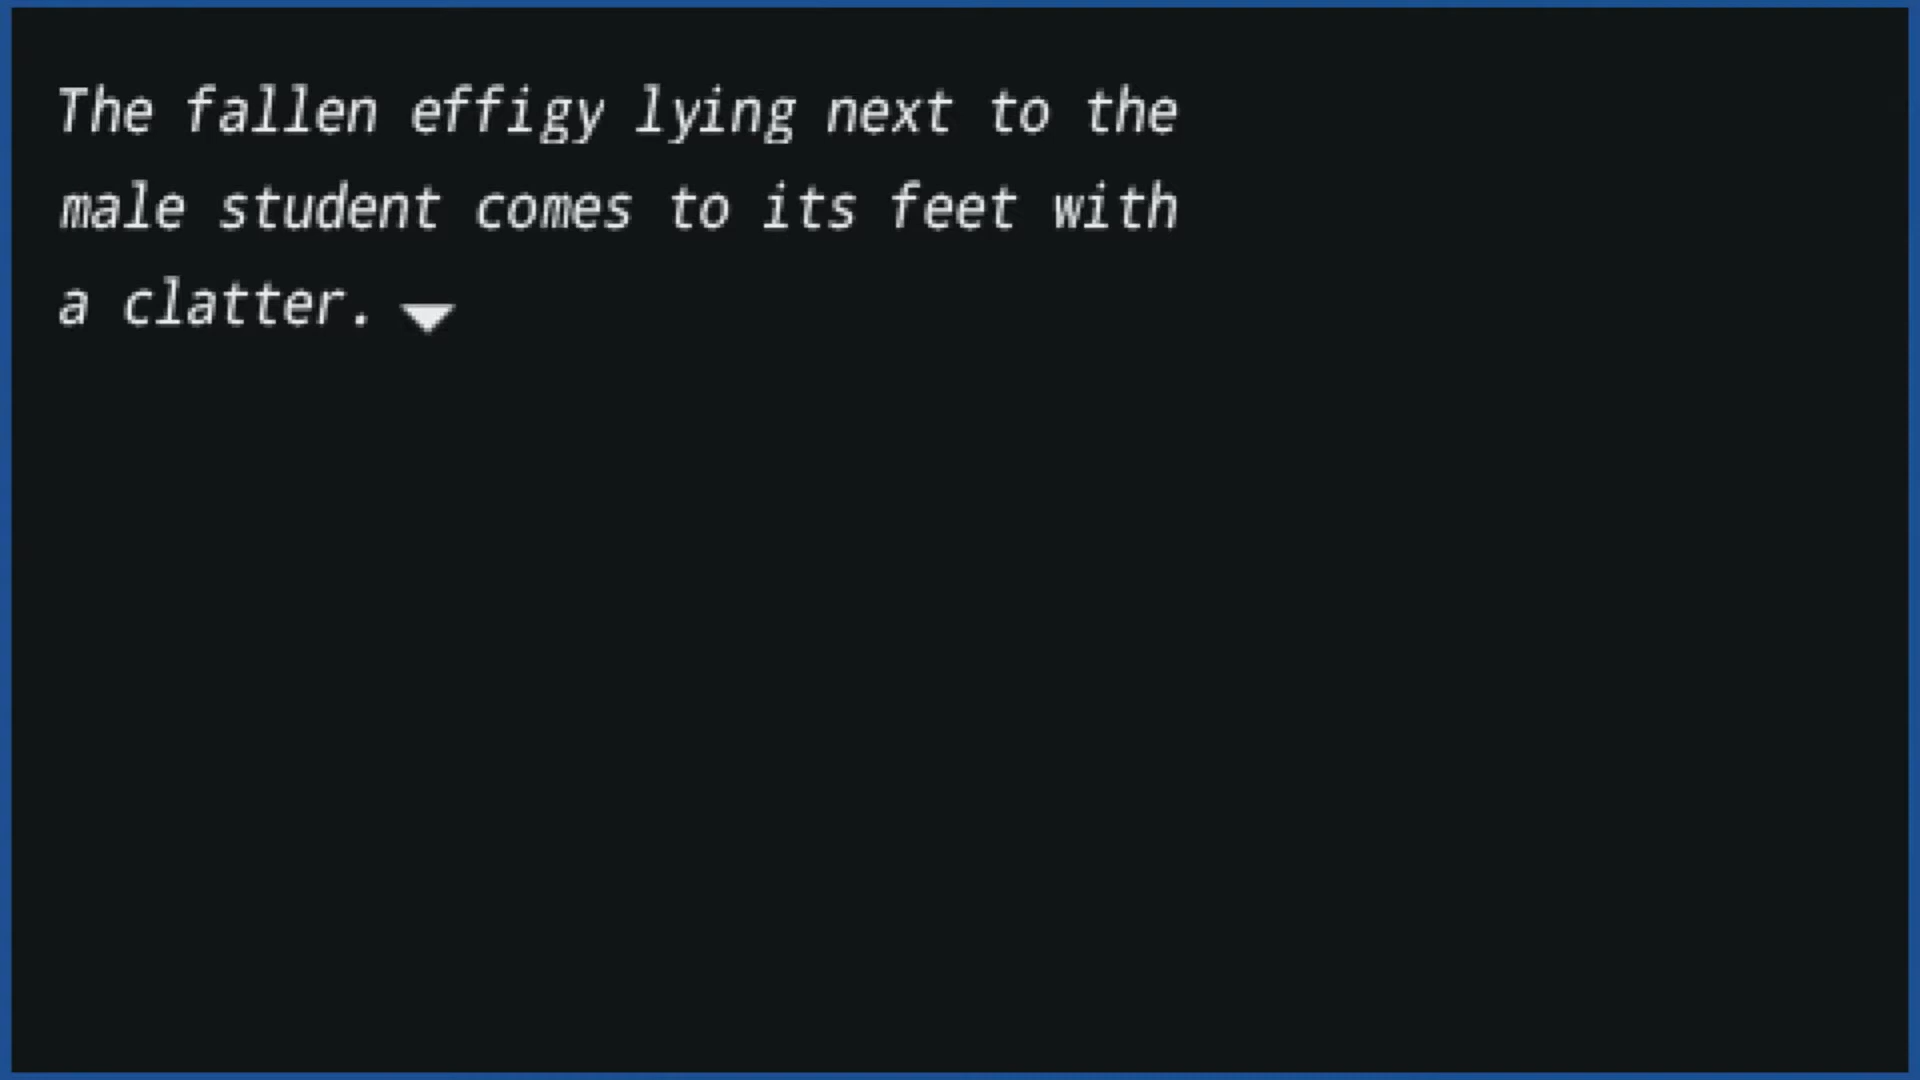 The fallen effigy lying next to the
male student comes to its feet with
a clatter.